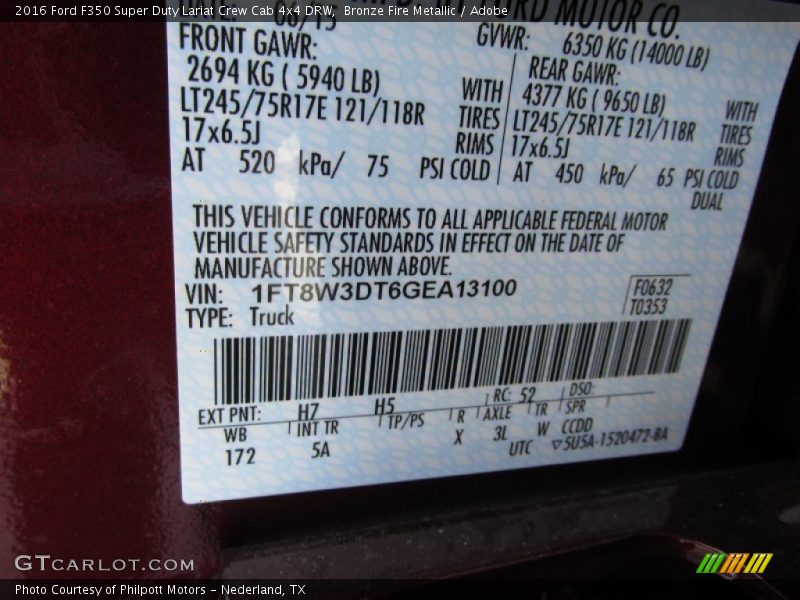 2016 Ford F350 Super Duty Lariat Crew Cab 4x4 DRW, Bronze Fire Metallic / Adobe
MOTOR CO.
FRONT GAWR: GVWR: 6350 KG (14000 LB)
2694 KG ( 5940 LB) WITH REAR GAWR: 4377 KG ( 9650 LB) WITH
LT245/75R17E 121/118R TIRES LT245/75R17E 121/118R TIRES
17x6.5J RIMS 17x6.5J RIMS
AT 520 kPa/ 75 PSI COLD AT 450 kPa/ 65 PSI COLD
DUAL
THIS VEHICLE CONFORMS TO ALL APPLICABLE FEDERAL MOTOR
VEHICLE SAFETY STANDARDS IN EFFECT ON THE DATE OF
MANUFACTURE SHOWN ABOVE.
VIN: 1FT8W3DT6GEA13100 F0632
TYPE: Truck T0353
EXT PNT: H7 H5 RC: 52 DSO:
WB INT TR TP/PS R AXLE TR SPR
172 5A X 3L W CCDD
UTC ▽5U5A-1520472-BA
GTCARLOT.COM
Photo Courtesy of Philpott Motors - Nederland, TX